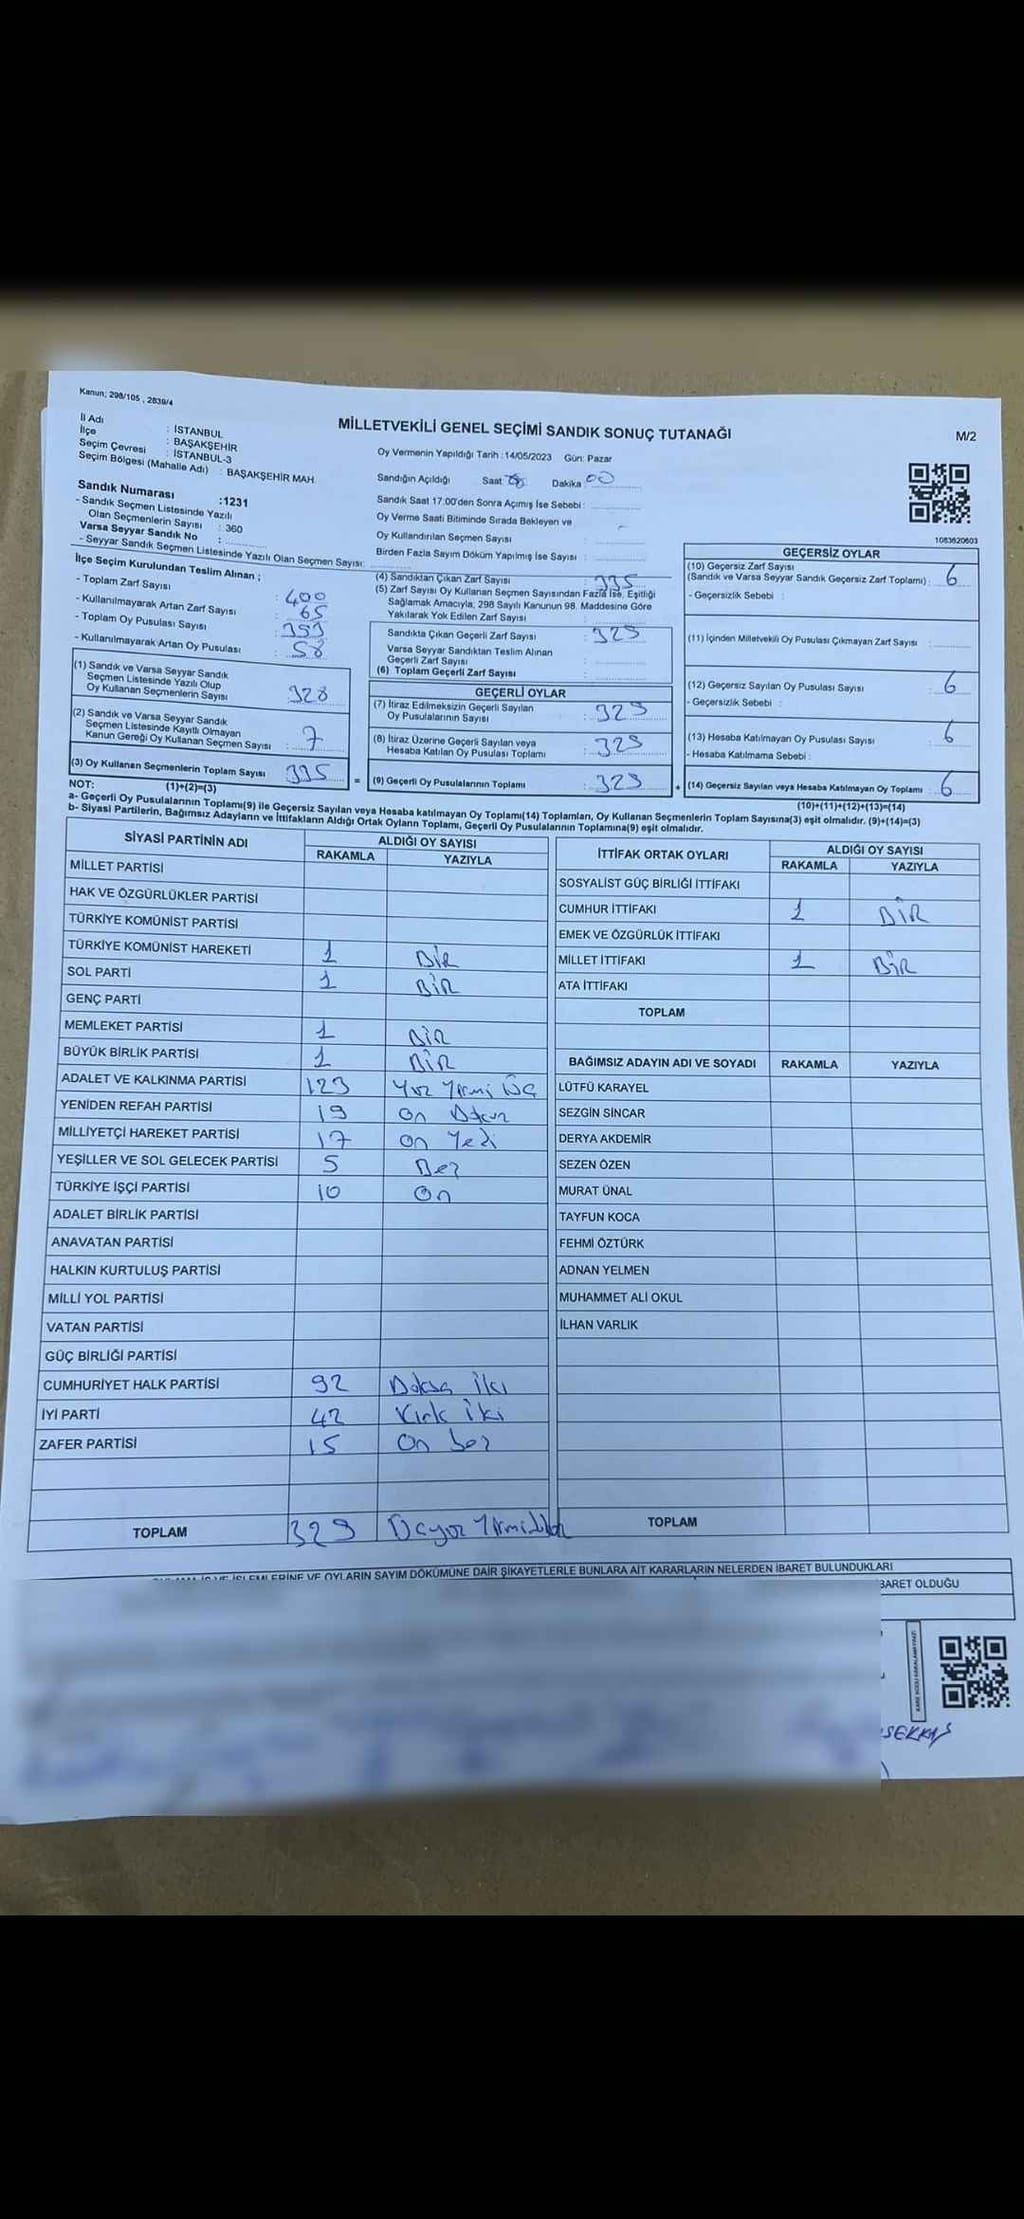 Kanun; 298/105 , 2839/4
MİLLETVEKİLİ GENEL SEÇİMİ SANDIK SONUÇ TUTANAĞI
M/2
İl Adı : İSTANBUL
İlçe : BAŞAKŞEHİR
Seçim Çevresi : İSTANBUL-3
Seçim Bölgesi (Mahalle Adı) : BAŞAKŞEHİR MAH
Sandık Numarası :1231
- Sandık Seçmen Listesinde Yazılı
Olan Seçmenlerin Sayısı : 360
Varsa Seyyar Sandık No :
- Seyyar Sandık Seçmen Listesinde Yazılı Olan Seçmen Sayısı:
Oy Vermenin Yapıldığı Tarih :14/05/2023 Gün: Pazar
Sandığın Açıldığı Saat Dakika 00
Sandık Saat 17:00'den Sonra Açımış İse Sebebi :
Oy Verme Saati Bitiminde Sırada Bekleyen ve
Oy Kullandırılan Seçmen Sayısı :
Birden Fazla Sayım Döküm Yapılmış İse Sayısı :
1083620603
İlçe Seçim Kurulundan Teslim Alınan ;
- Toplam Zarf Sayısı : 400
- Kullanılmayarak Artan Zarf Sayısı : 65
- Toplam Oy Pusulası Sayısı : 393
- Kullanılmayarak Artan Oy Pusulası : 58
(1) Sandık ve Varsa Seyyar Sandık
Seçmen Listesinde Yazılı Olup
Oy Kullanan Seçmenlerin Sayısı 328
(2) Sandık ve Varsa Seyyar Sandık
Seçmen Listesinde Kayıtlı Olmayan
Kanun Gereği Oy Kullanan Seçmen Sayısı : 7
(3) Oy Kullanan Seçmenlerin Toplam Sayısı 335
(1)+(2)=(3)
(4) Sandıktan Çıkan Zarf Sayısı : 335
(5) Zarf Sayısı Oy Kullanan Seçmen Sayısından Fazla İse, Eşitliği
Sağlamak Amacıyla, 298 Sayılı Kanunun 98. Maddesine Göre
Yakılarak Yok Edilen Zarf Sayısı :
Sandıkta Çıkan Geçerli Zarf Sayısı : 329
Varsa Seyyar Sandıktan Teslim Alınan
Geçerli Zarf Sayısı :
(6) Toplam Geçerli Zarf Sayısı :
GEÇERLİ OYLAR
(7) İtiraz Edilmeksizin Geçerli Sayılan
Oy Pusulalarının Sayısı : 329
(8) İtiraz Üzerine Geçerli Sayılan veya
Hesaba Katılan Oy Pusulası Toplamı : 329
= (9) Geçerli Oy Pusulalarının Toplamı : 329 +
GEÇERSİZ OYLAR
(10) Geçersiz Zarf Sayısı
(Sandık ve Varsa Seyyar Sandık Geçersiz Zarf Toplamı) : 6
- Geçersizlik Sebebi :
(11) İçinden Milletvekili Oy Pusulası Çıkmayan Zarf Sayısı :
(12) Geçersiz Sayılan Oy Pusulası Sayısı : 6
- Geçersizlik Sebebi :
(13) Hesaba Katılmayan Oy Pusulası Sayısı : 6
- Hesaba Katılmama Sebebi :
(14) Geçersiz Sayılan veya Hesaba Katılmayan Oy Toplamı : 6
(10)+(11)+(12)+(13)=(14)
NOT:
a- Geçerli Oy Pusulalarının Toplamı(9) ile Geçersiz Sayılan veya Hesaba katılmayan Oy Toplamı(14) Toplamları, Oy Kullanan Seçmenlerin Toplam Sayısına(3) eşit olmalıdır. (9)+(14)=(3)
b- Siyasi Partilerin, Bağımsız Adayların ve İttifakların Aldığı Ortak Oyların Toplamı, Geçerli Oy Pusulalarının Toplamına(9) eşit olmalıdır.
SİYASİ PARTİNİN ADI ALDIĞI OY SAYISI
RAKAMLA YAZIYLA
MİLLET PARTİSİ
HAK VE ÖZGÜRLÜKLER PARTİSİ
TÜRKİYE KOMÜNİST PARTİSİ
TÜRKİYE KOMÜNİST HAREKETİ 1 BİR
SOL PARTİ 1 BİR
GENÇ PARTİ
MEMLEKET PARTİSİ 1 BİR
BÜYÜK BİRLİK PARTİSİ 1 BİR
ADALET VE KALKINMA PARTİSİ 123 Yüz Yirmi Üç
YENİDEN REFAH PARTİSİ 19 On Dokuz
MİLLİYETÇİ HAREKET PARTİSİ 17 On Yedi
YEŞİLLER VE SOL GELECEK PARTİSİ 5 Beş
TÜRKİYE İŞÇİ PARTİSİ 10 On
ADALET BİRLİK PARTİSİ
ANAVATAN PARTİSİ
HALKIN KURTULUŞ PARTİSİ
MİLLİ YOL PARTİSİ
VATAN PARTİSİ
GÜÇ BİRLİĞİ PARTİSİ
CUMHURİYET HALK PARTİSİ 92 Doksa İki
İYİ PARTİ 42 Kırk İki
ZAFER PARTİSİ 15 On beş
TOPLAM 329
İTTİFAK ORTAK OYLARI ALDIĞI OY SAYISI
RAKAMLA YAZIYLA
SOSYALİST GÜÇ BİRLİĞİ İTTİFAKI
CUMHUR İTTİFAKI 1 BİR
EMEK VE ÖZGÜRLÜK İTTİFAKI
MİLLET İTTİFAKI 1 BİR
ATA İTTİFAKI
TOPLAM
BAĞIMSIZ ADAYIN ADI VE SOYADI RAKAMLA YAZIYLA
LÜTFÜ KARAYEL
SEZGİN SİNCAR
DERYA AKDEMİR
SEZEN ÖZEN
MURAT ÜNAL
TAYFUN KOCA
FEHMİ ÖZTÜRK
ADNAN YELMEN
MUHAMMET ALİ OKUL
İLHAN VARLIK
TOPLAM
VE İŞLEMLERİNE VE OYLARIN SAYIM DÖKÜMÜNE DAİR ŞİKAYETLERLE BUNLARA AİT KARARLARIN NELERDEN İBARET BULUNDUKLARI
BARET OLDUĞU